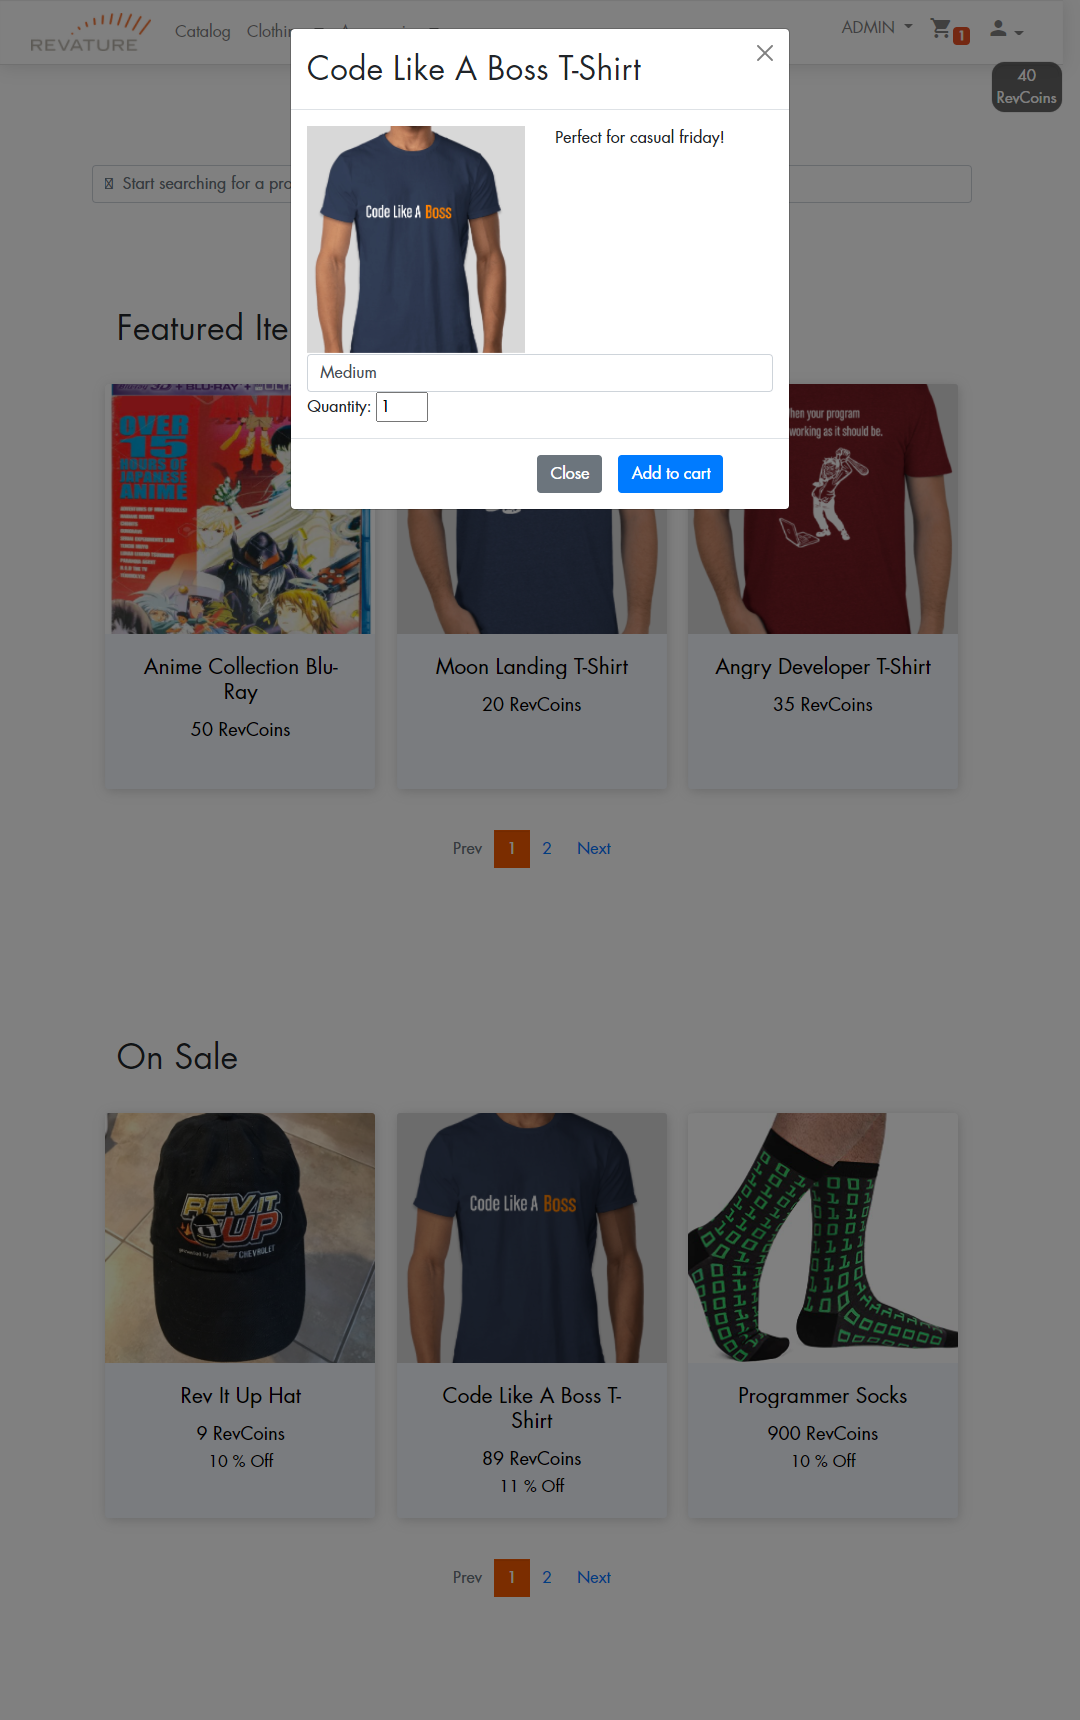 REVATURE
Catalog
ADMIN
1
40
RevCoins
Code Like A Boss T-Shirt
Code Like A Boss
Perfect for casual friday!
Medium
Quantity: 1
Close
Add to cart
Start searching for a pro
Featured Ite
OVER
15
HOURS OF
JAPANESE
ANIME
Anime Collection Blu-
Ray
50 RevCoins
Moon Landing T-Shirt
20 RevCoins
your program
working as it should be.
Angry Developer T-Shirt
35 RevCoins
Prev 1 2 Next
On Sale
REV IT
UP
CHEVROLET
Rev It Up Hat
9 RevCoins
10 % Off
Code Like A Boss
Code Like A Boss T-
Shirt
89 RevCoins
11 % Off
Programmer Socks
900 RevCoins
10 % Off
Prev 1 2 Next